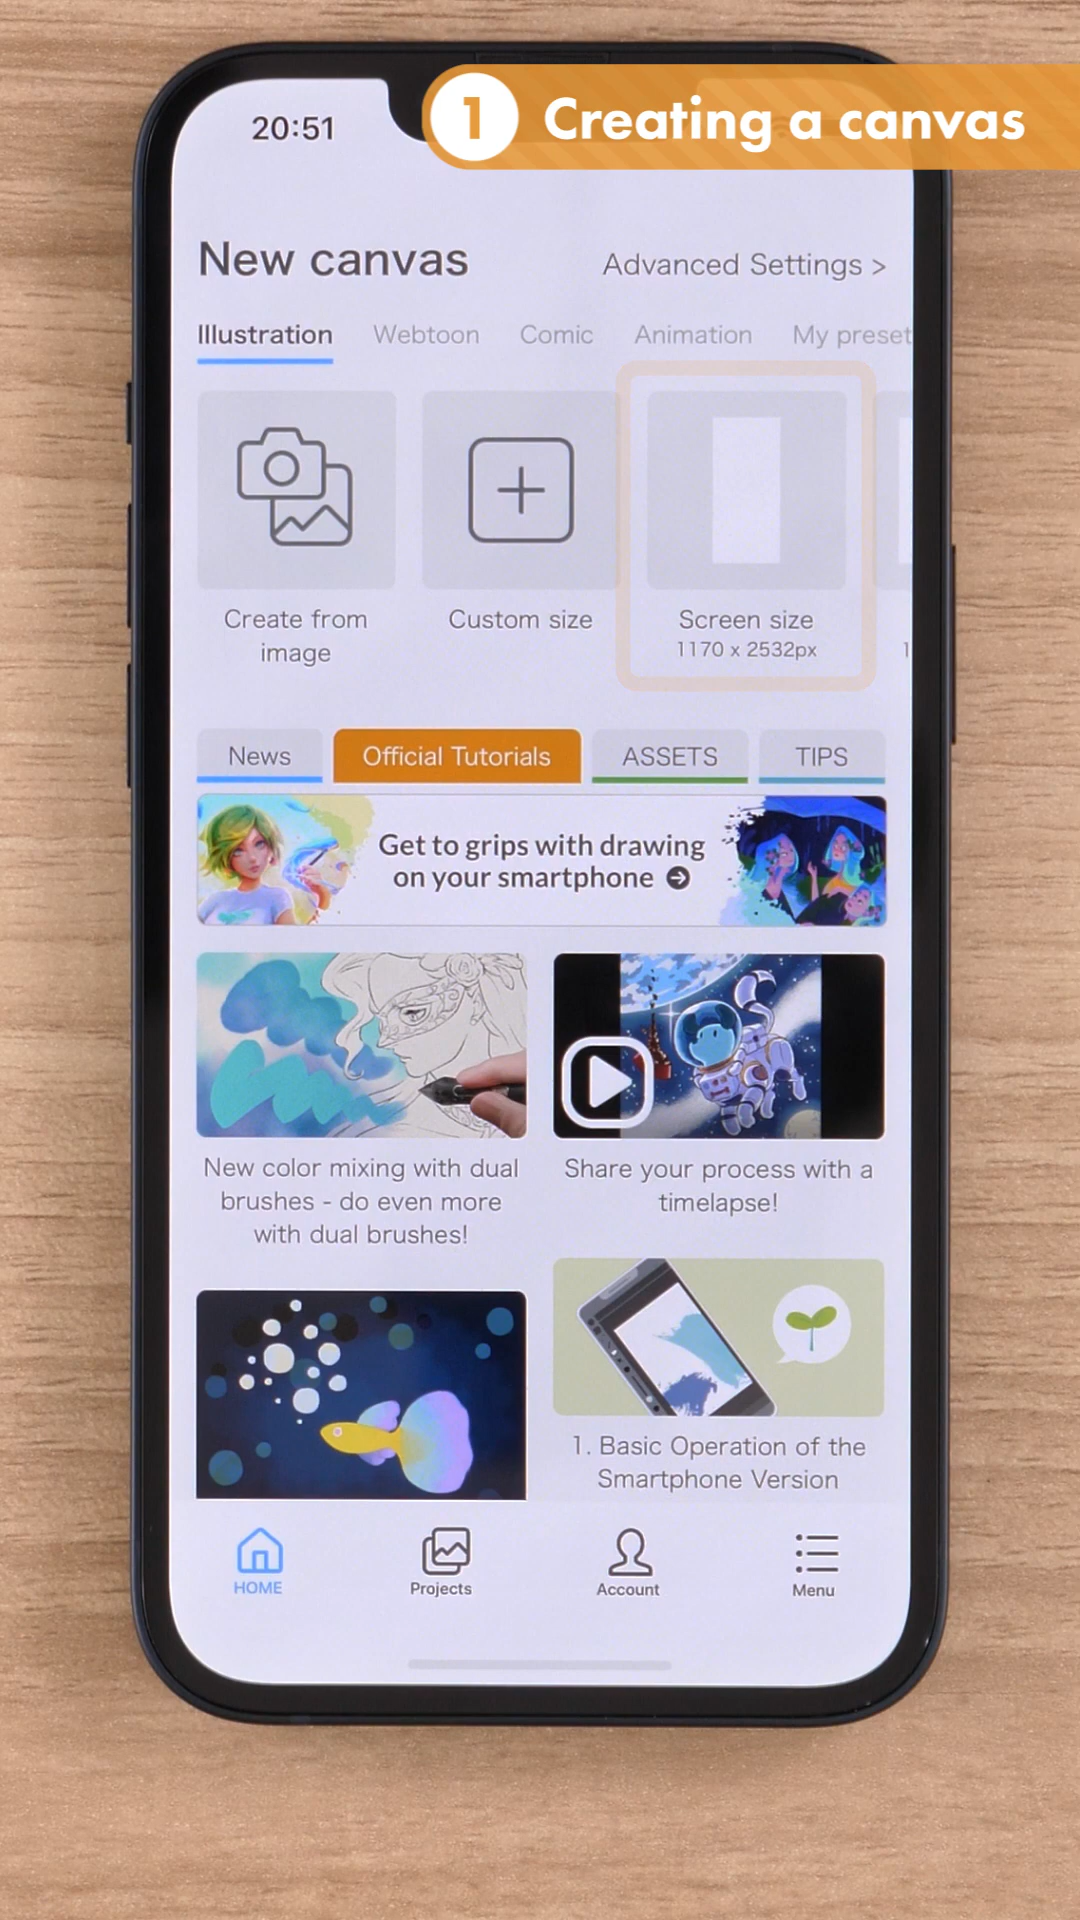 1 Creating a canvas
20:51
New canvas
Advanced Settings >
Illustration Webtoon Comic Animation My preset
Create from
image
Custom size
Screen size
1170 x 2532px
1
News Official Tutorials ASSETS TIPS
Get to grips with drawing
on your smartphone
New color mixing with dual
brushes - do even more
with dual brushes!
Share your process with a
timelapse!
1. Basic Operation of the
Smartphone Version
HOME Projects Account Menu